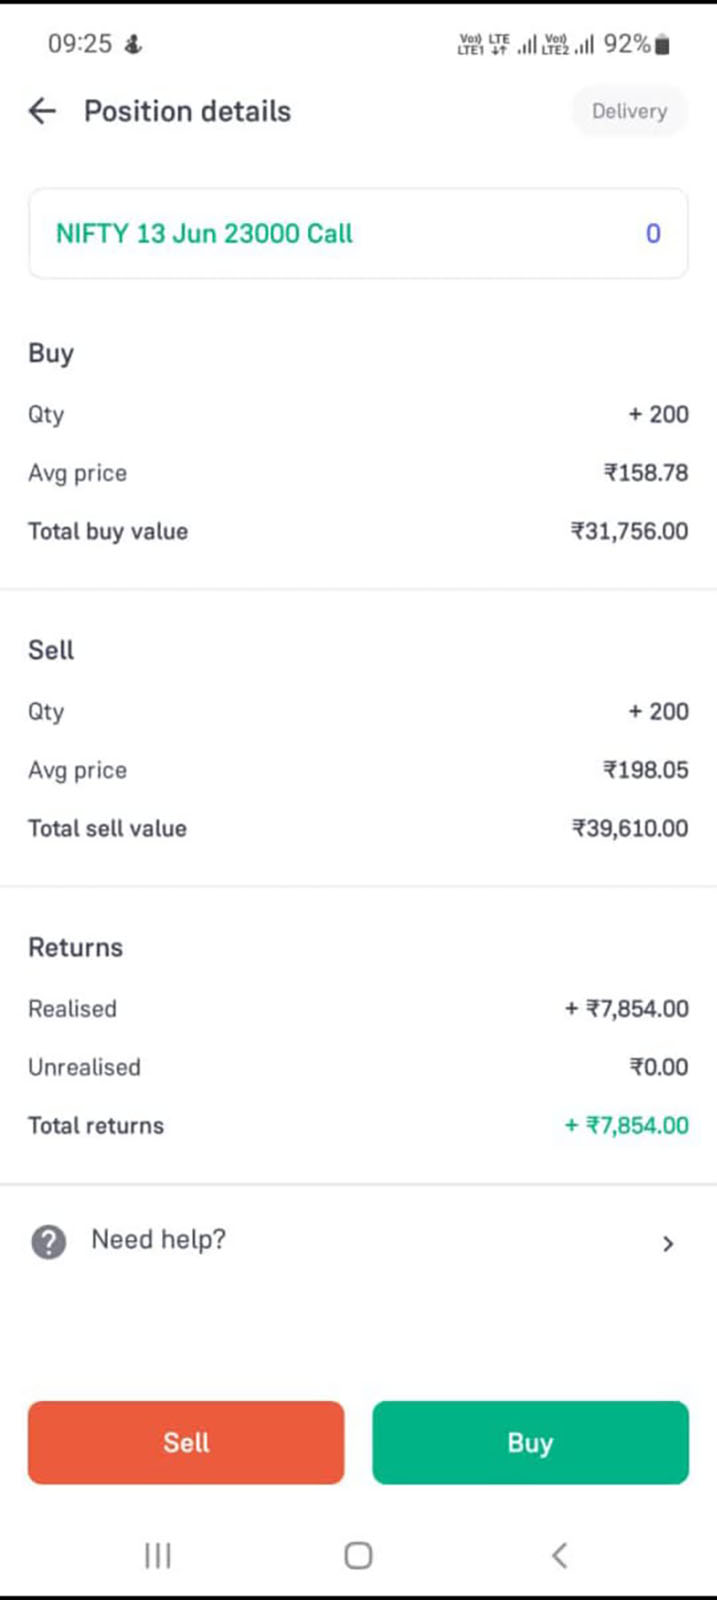 09:25 Vo)) LTE LTE1 Vo)) LTE2 92%
Position details Delivery
NIFTY 13 Jun 23000 Call 0
Buy
Qty + 200
Avg price ₹158.78
Total buy value ₹31,756.00
Sell
Qty + 200
Avg price ₹198.05
Total sell value ₹39,610.00
Returns
Realised + ₹7,854.00
Unrealised ₹0.00
Total returns + ₹7,854.00
? Need help? >
Sell Buy